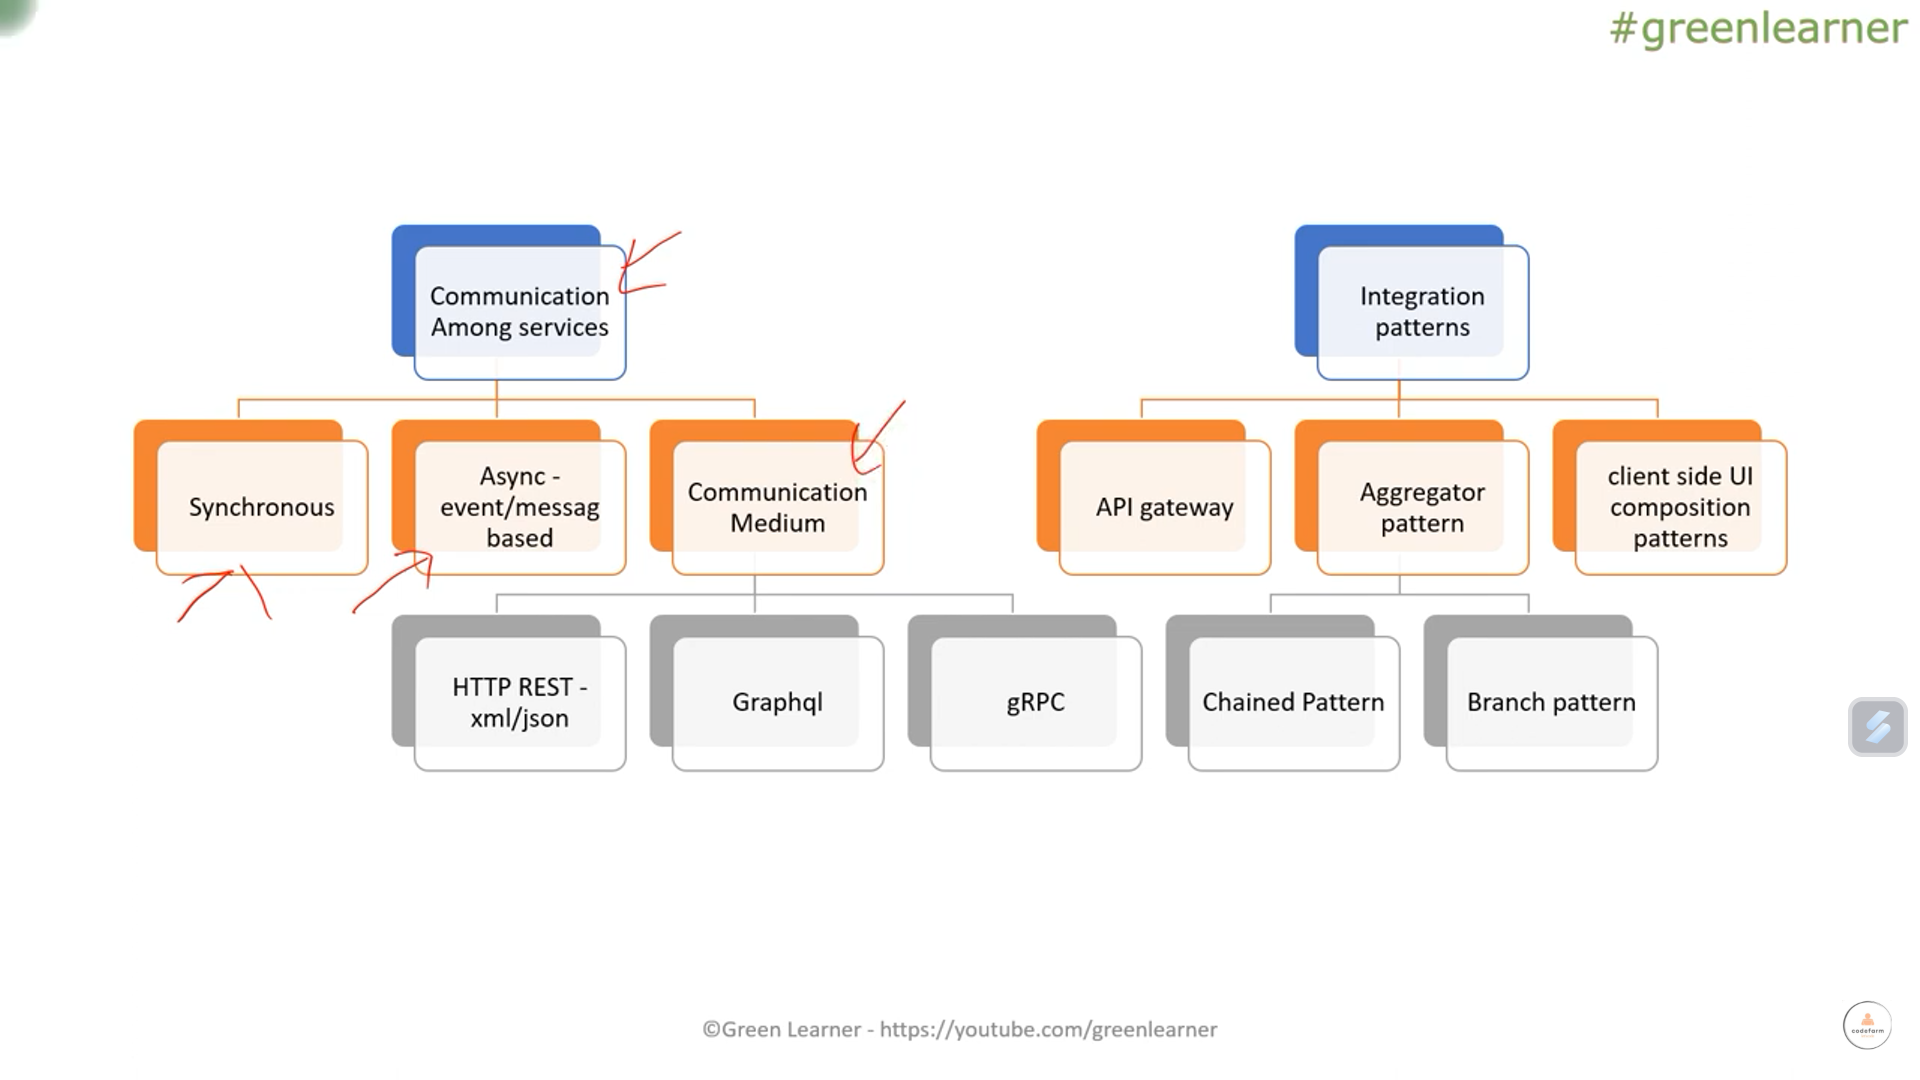 #greenlearner
Communication
Among services
Integration
patterns
Synchronous
Async -
event/messag
based
Communication
Medium
API gateway
Aggregator
pattern
client side UI
composition
patterns
HTTP REST -
xml/json
Graphql
gRPC
Chained Pattern
Branch pattern
©Green Learner - https://youtube.com/greenlearner
codefarm